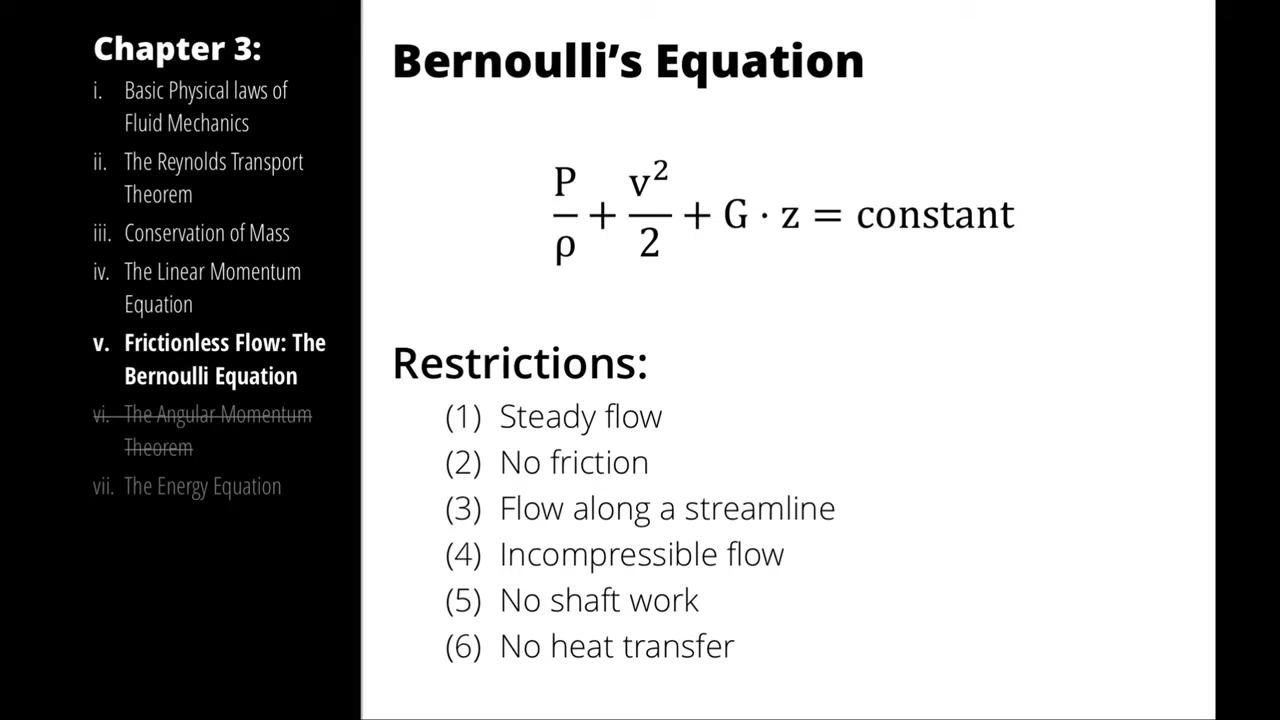 Chapter 3:
i. Basic Physical laws of
Fluid Mechanics
ii. The Reynolds Transport
Theorem
iii. Conservation of Mass
iv. The Linear Momentum
Equation
v. Frictionless Flow: The
Bernoulli Equation
vi. The Angular Momentum
Theorem
vii. The Energy Equation
Bernoulli’s Equation
P/ρ + v²/2 + G · z = constant
Restrictions:
(1) Steady flow
(2) No friction
(3) Flow along a streamline
(4) Incompressible flow
(5) No shaft work
(6) No heat transfer